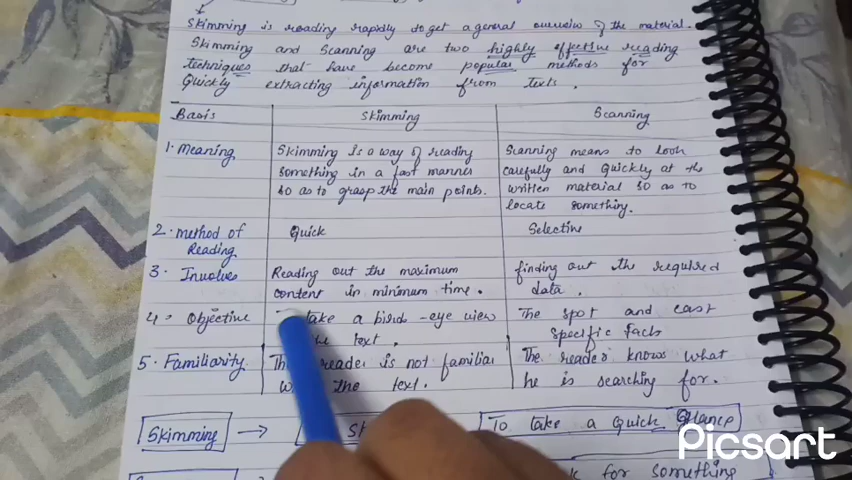 Skimming is reading rapidly to get a general overview of the material.
Skimming and Scanning are two highly effective reading
techniques that have become popular methods for
Quickly extracting information from texts.
Basis Skimming Scanning
1. Meaning Skimming is a way of reading Scanning means to look
something in a fast manner carefully and Quickly at the
so as to grasp the main points. written material so as to
locate something.
2. method of Quick Selective
Reading
3. Involves Reading out the maximum finding out the required
content in minimum time. data.
4. Objective take a bird-eye view The spot and cast
the text. Specific facts
5. Familiarity. The reader is not familiar The reader knows what
the text. he is searching for.
Skimming → To take a Quick Glance
for something
Picsart